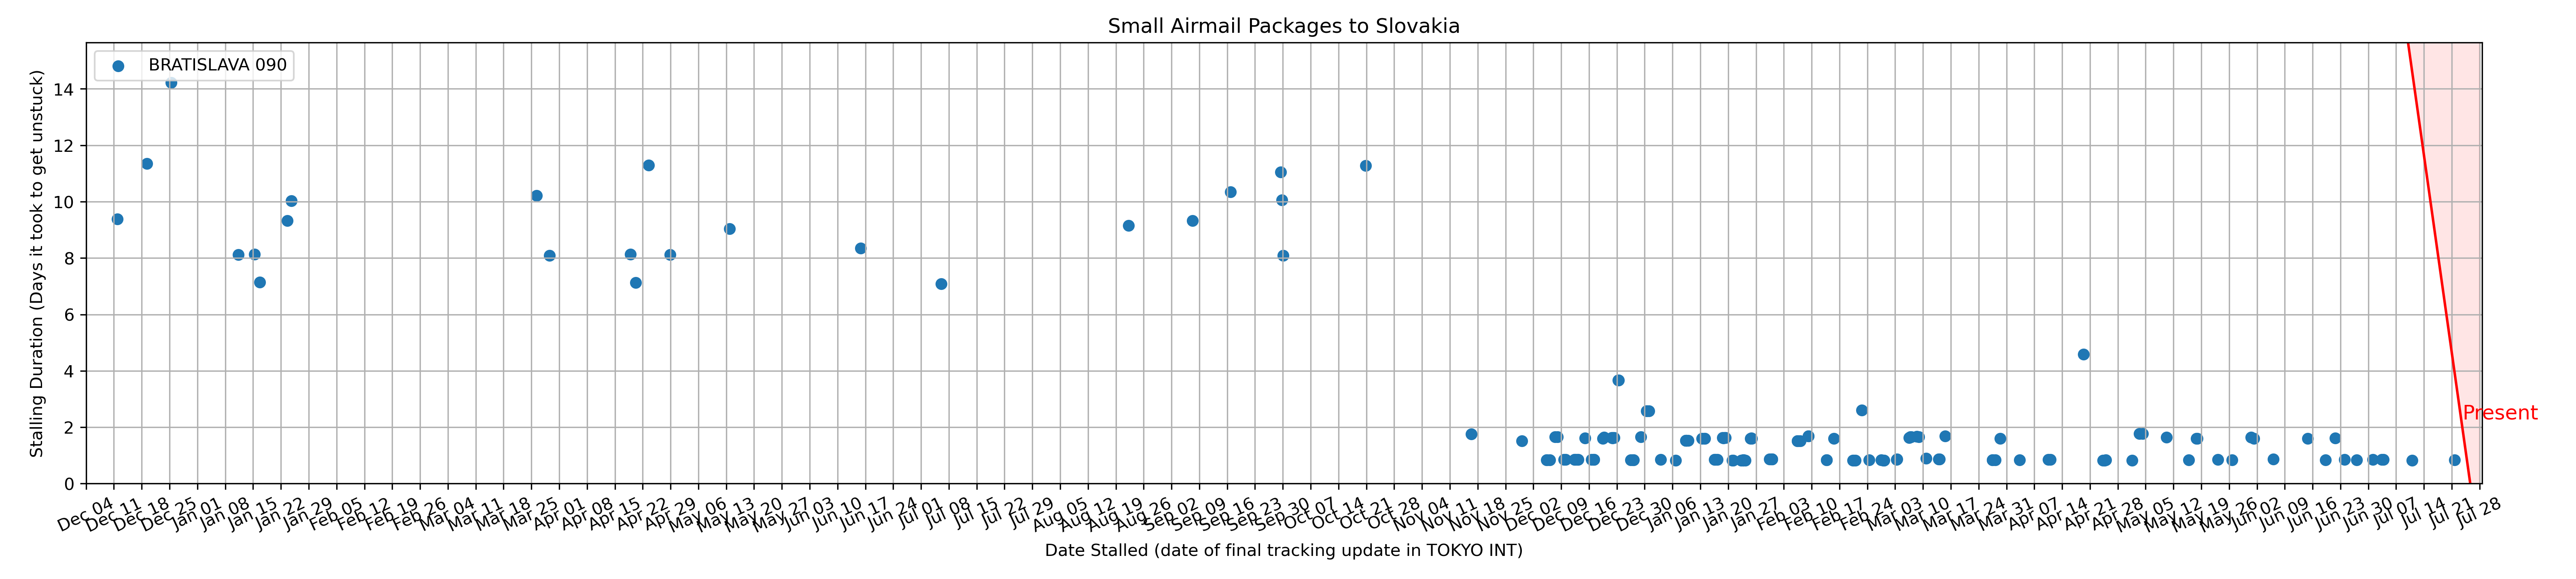 Small Airmail Packages to Slovakia
BRATISLAVA 090
Stalling Duration (Days it took to get unstuck)
14
12
10
8
6
4
2
0
Present
Dec 04
Dec 11
Dec 18
Dec 25
Jan 01
Jan 08
Jan 15
Jan 22
Jan 29
Feb 05
Feb 12
Feb 19
Feb 26
Mar 04
Mar 11
Mar 18
Mar 25
Apr 01
Apr 08
Apr 15
Apr 22
Apr 29
May 06
May 13
May 20
May 27
Jun 03
Jun 10
Jun 17
Jun 24
Jul 01
Jul 08
Jul 15
Jul 22
Jul 29
Aug 05
Aug 12
Aug 19
Aug 26
Sep 02
Sep 09
Sep 16
Sep 23
Sep 30
Oct 07
Oct 14
Oct 21
Oct 28
Nov 04
Nov 11
Nov 18
Nov 25
Dec 02
Dec 09
Dec 16
Dec 23
Dec 30
Jan 06
Jan 13
Jan 20
Jan 27
Feb 03
Feb 10
Feb 17
Feb 24
Mar 03
Mar 10
Mar 17
Mar 24
Mar 31
Apr 07
Apr 14
Apr 21
Apr 28
May 05
May 12
May 19
May 26
Jun 02
Jun 09
Jun 16
Jun 23
Jun 30
Jul 07
Jul 14
Jul 21
Jul 28
Date Stalled (date of final tracking update in TOKYO INT)